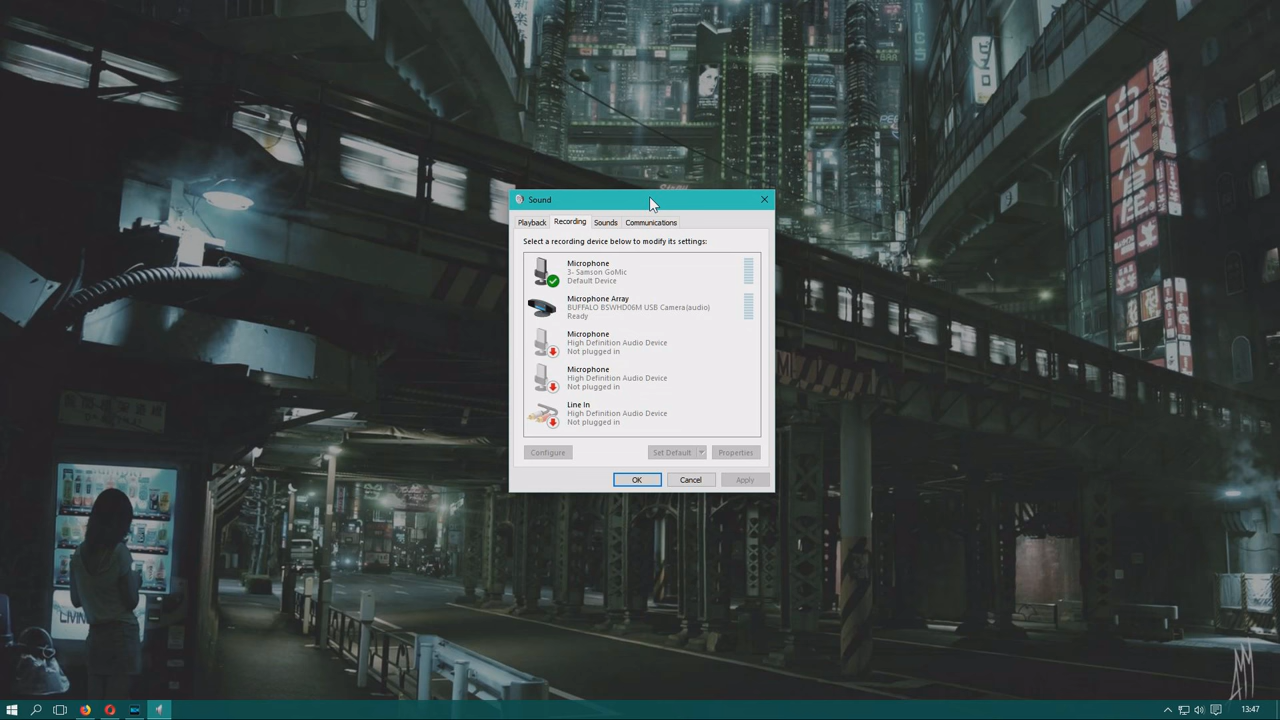 Sound
Playback
Recording
Sounds
Communications
Select a recording device below to modify its settings:
Microphone
3- Samson GoMic
Default Device
Microphone Array
BUFFALO BSWHD06M USB Camera(audio)
Ready
Microphone
High Definition Audio Device
Not plugged in
Microphone
High Definition Audio Device
Not plugged in
Line In
High Definition Audio Device
Not plugged in
Configure
Set Default
Properties
OK
Cancel
Apply
13:47